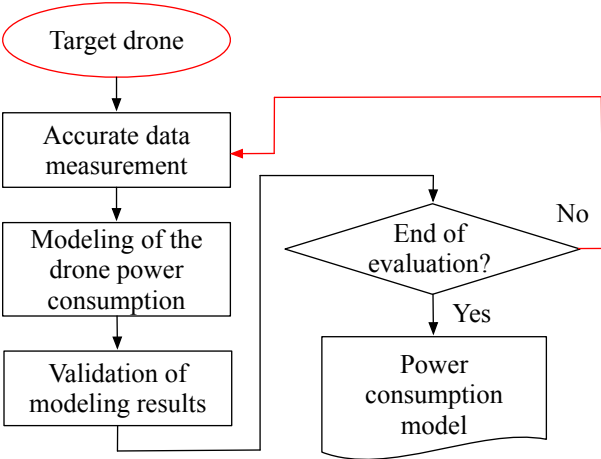 Target drone
Accurate data
measurement
Modeling of the
drone power
consumption
Validation of
modeling results
End of
evaluation?
No
Yes
Power
consumption
model